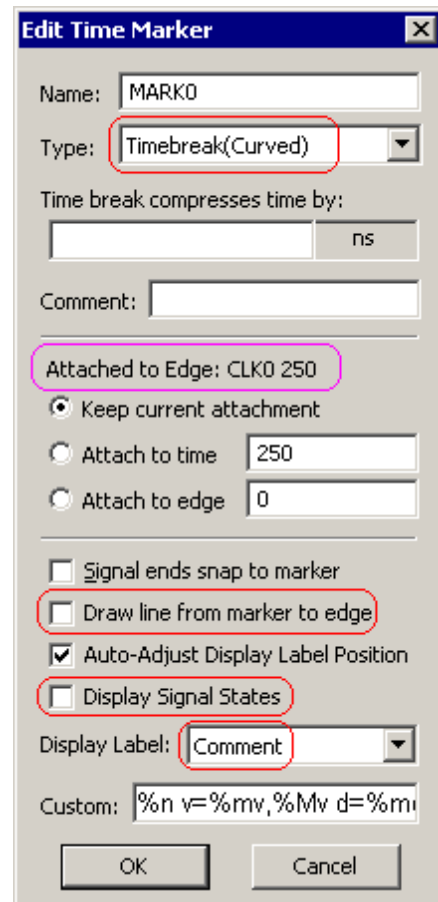 Edit Time Marker
Name: MARK0
Type: Timebreak(Curved)
Time break compresses time by:
ns
Comment:
Attached to Edge: CLK0 250
Keep current attachment
Attach to time 250
Attach to edge 0
Signal ends snap to marker
Draw line from marker to edge
Auto-Adjust Display Label Position
Display Signal States
Display Label: Comment
Custom: %n v=%mv,%Mv d=%m
OK Cancel